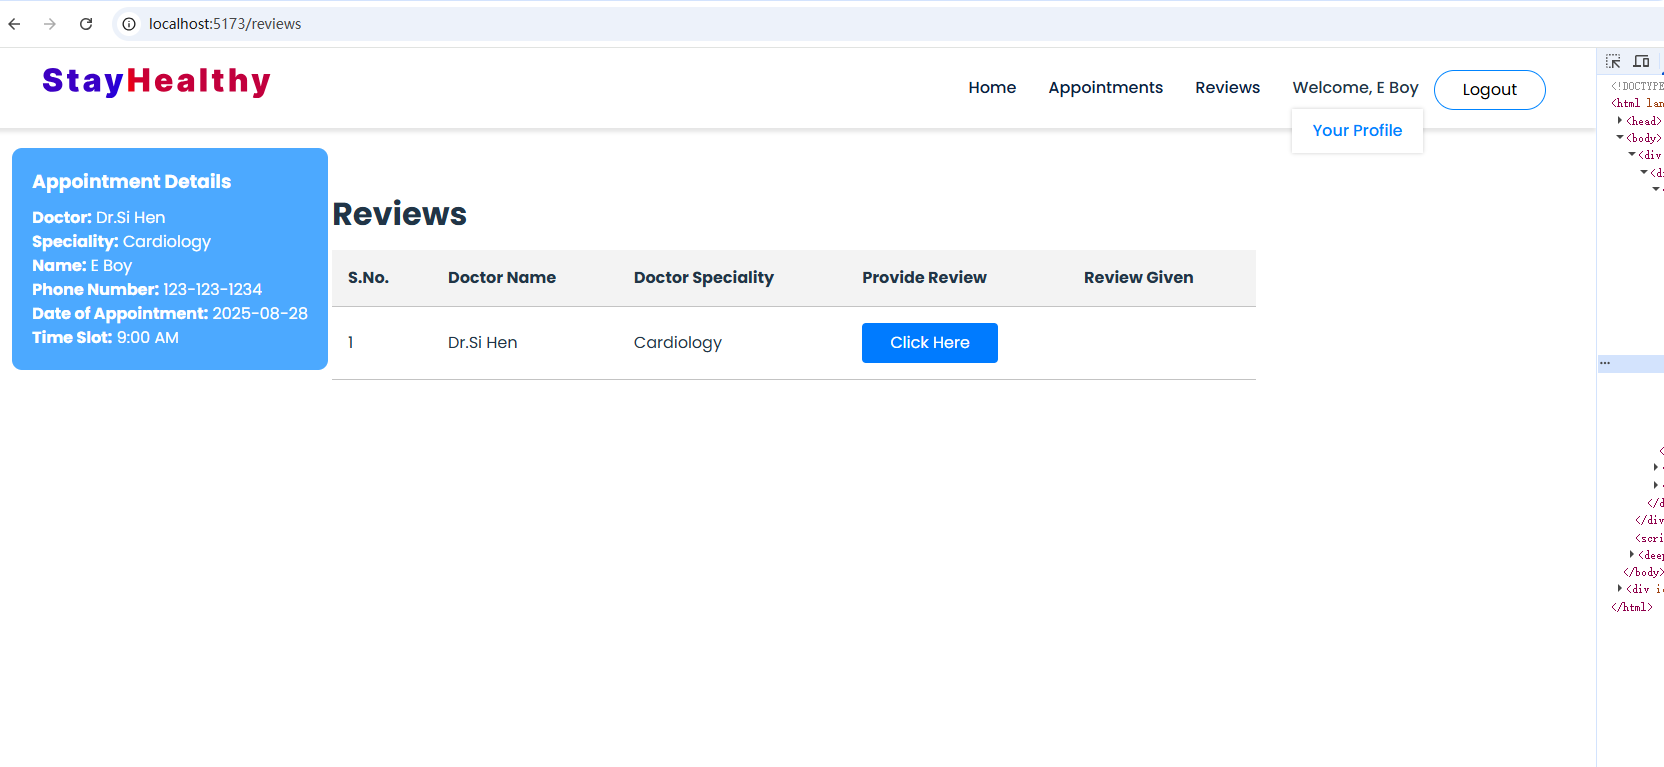 localhost:5173/reviews
StayHealthy
Home Appointments Reviews Welcome, E Boy Logout
Your Profile
Appointment Details
Doctor: Dr.Si Hen
Speciality: Cardiology
Name: E Boy
Phone Number: 123-123-1234
Date of Appointment: 2025-08-28
Time Slot: 9:00 AM
Reviews
S.No. Doctor Name Doctor Speciality Provide Review Review Given
1 Dr.Si Hen Cardiology Click Here
<!DOCTYPE
<html lan
<head>
<body>
<div
<di
...
</d
</div
<scri
<deep
</body>
<div i
</html>